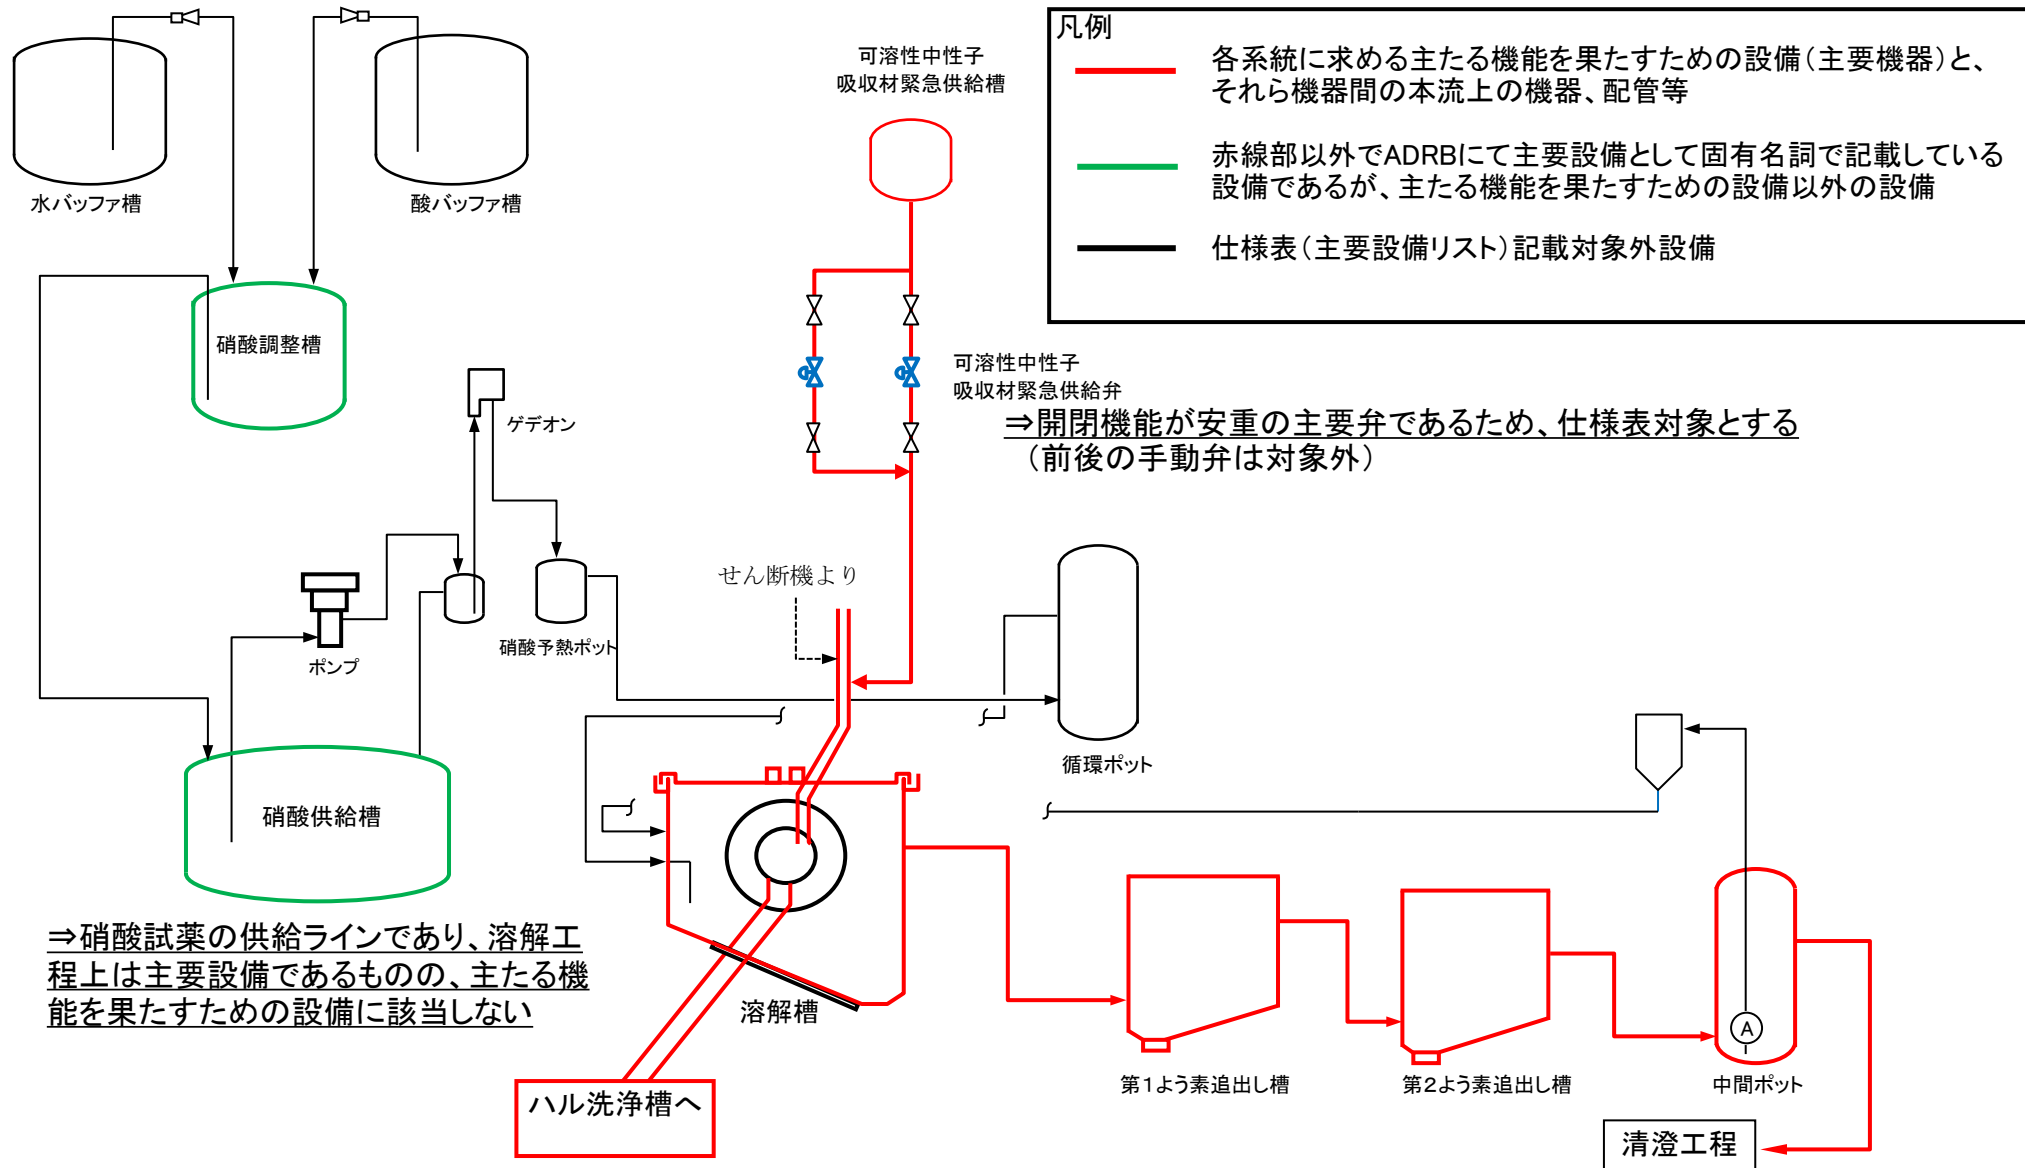 凡例
各系統に求める主たる機能を果たすための設備(主要機器)と、
それら機器間の本流上の機器、配管等
赤線部以外でADRBにて主要設備として固有名詞で記載している
設備であるが、主たる機能を果たすための設備以外の設備
仕様表(主要設備リスト)記載対象外設備
可溶性中性子
吸収材緊急供給槽
水バッファ槽
酸バッファ槽
硝酸調整槽
可溶性中性子
吸収材緊急供給弁
⇒開閉機能が安重の主要弁であるため、仕様表対象とする
(前後の手動弁は対象外)
ゲデオン
せん断機より
硝酸予熱ポット
ポンプ
循環ポット
硝酸供給槽
⇒硝酸試薬の供給ラインであり、溶解工
程上は主要設備であるものの、主たる機
能を果たすための設備に該当しない
溶解槽
A
第1よう素追出し槽
第2よう素追出し槽
中間ポット
ハル洗浄槽へ
清澄工程